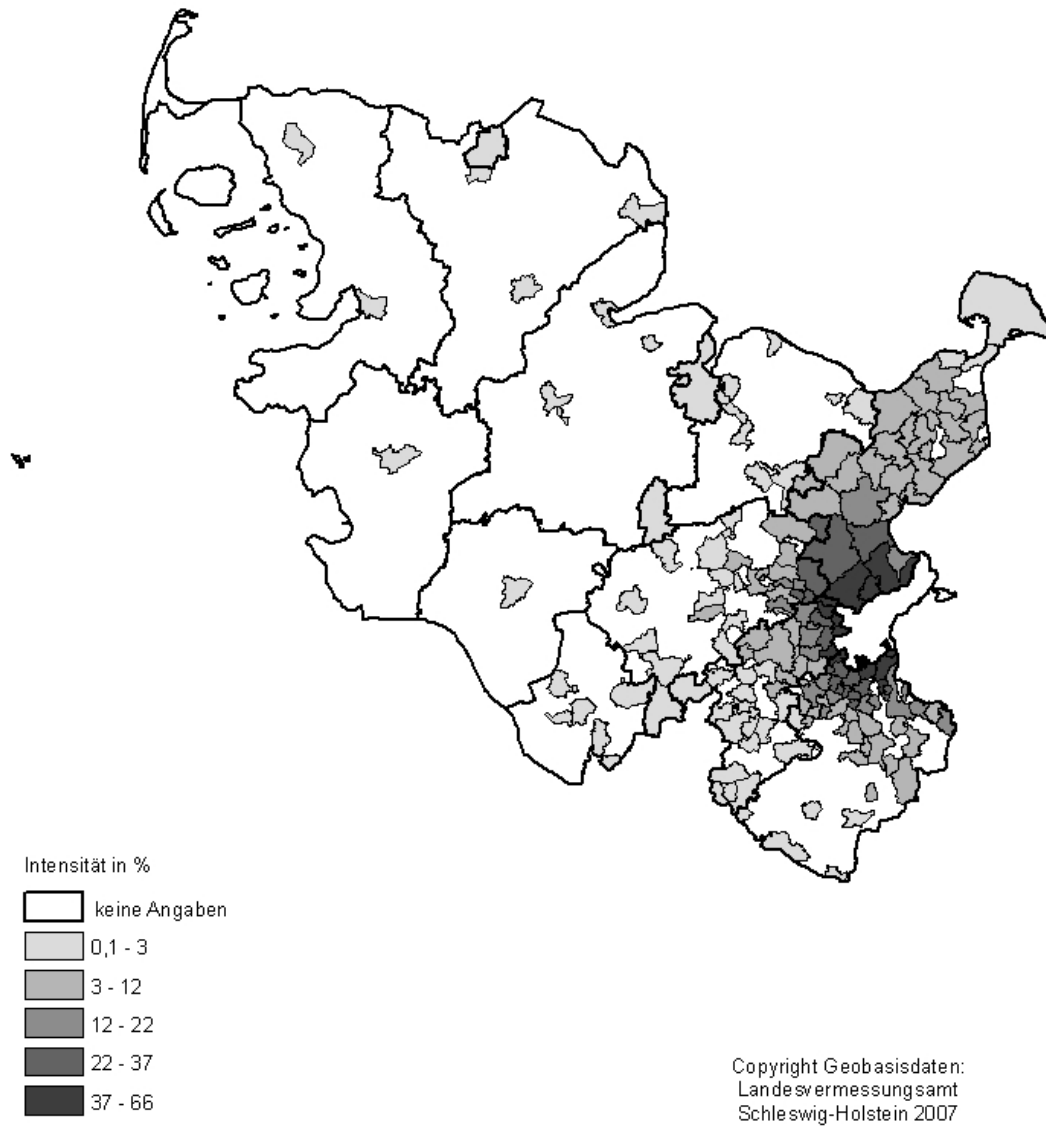 Intensität in %
keine Angaben
0,1 - 3
3 - 12
12 - 22
22 - 37
37 - 66
Copyright Geobasisdaten:
Landesvermessungsamt
Schleswig-Holstein 2007